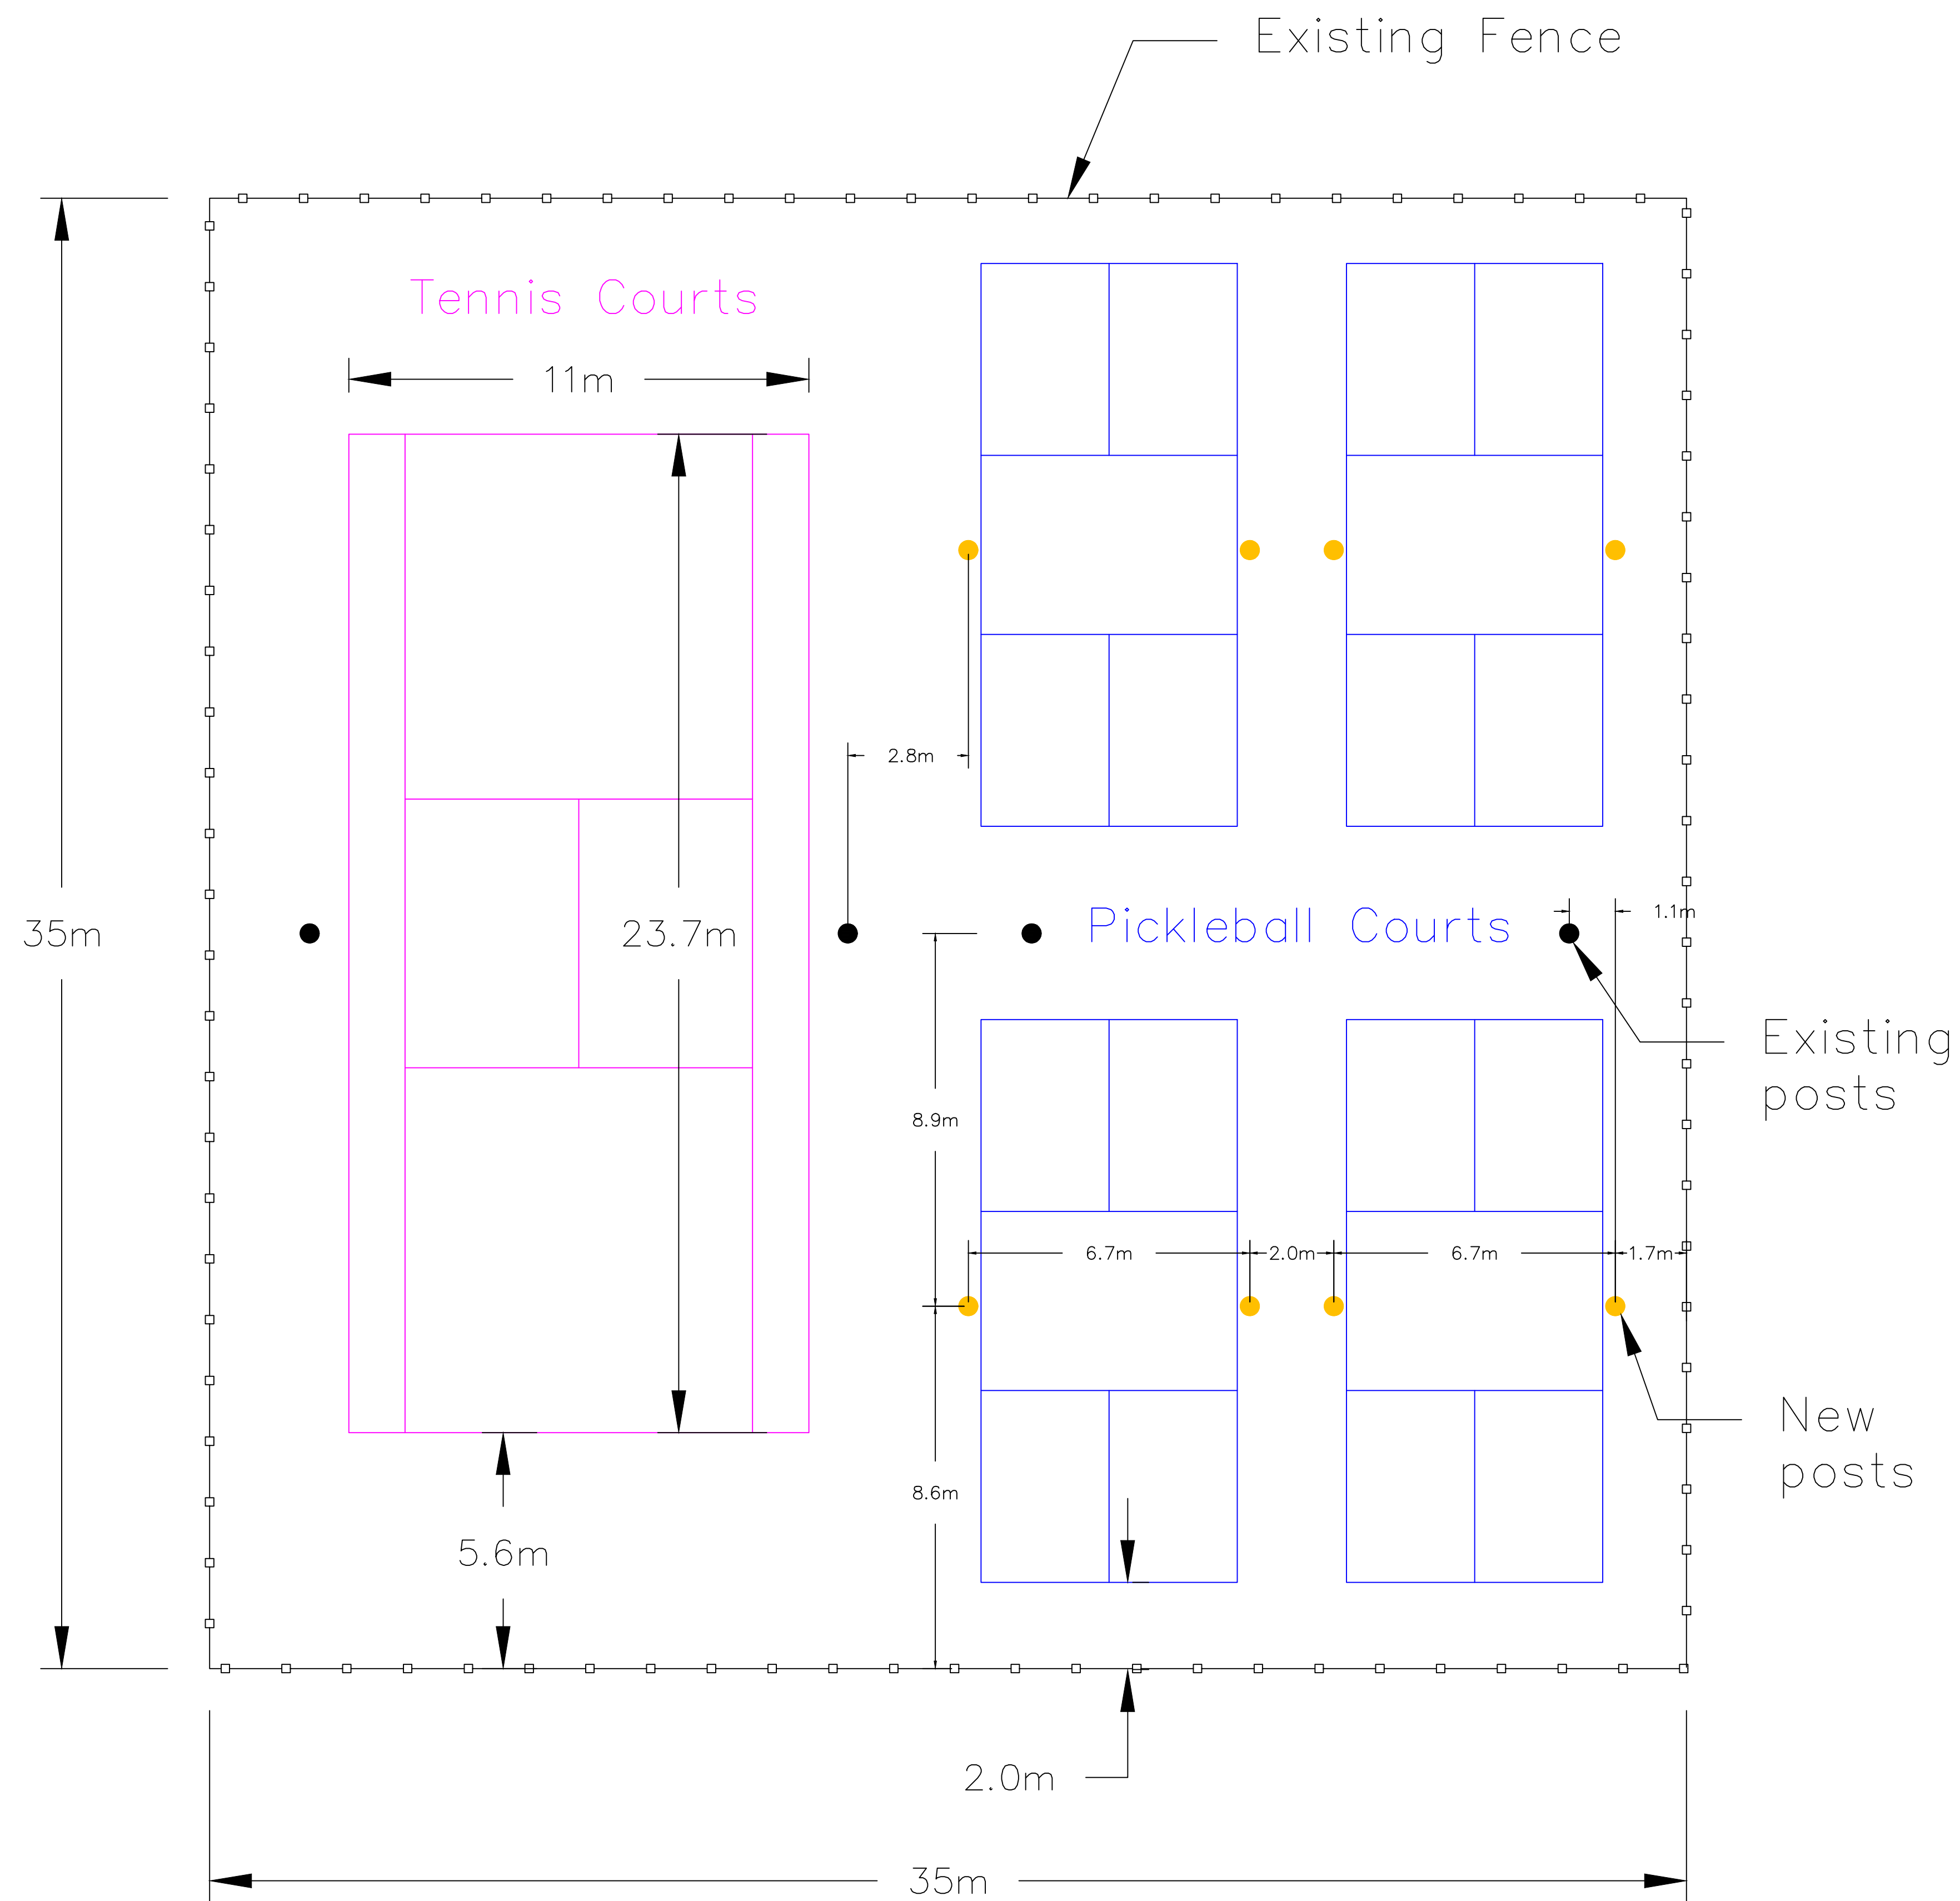 Existing Fence
Tennis Courts
11m
2.8m
35m
23.7m
Pickleball Courts
1.1m
Existing
posts
8.9m
6.7m
2.0m
6.7m
1.7m
New
posts
8.6m
5.6m
2.0m
35m